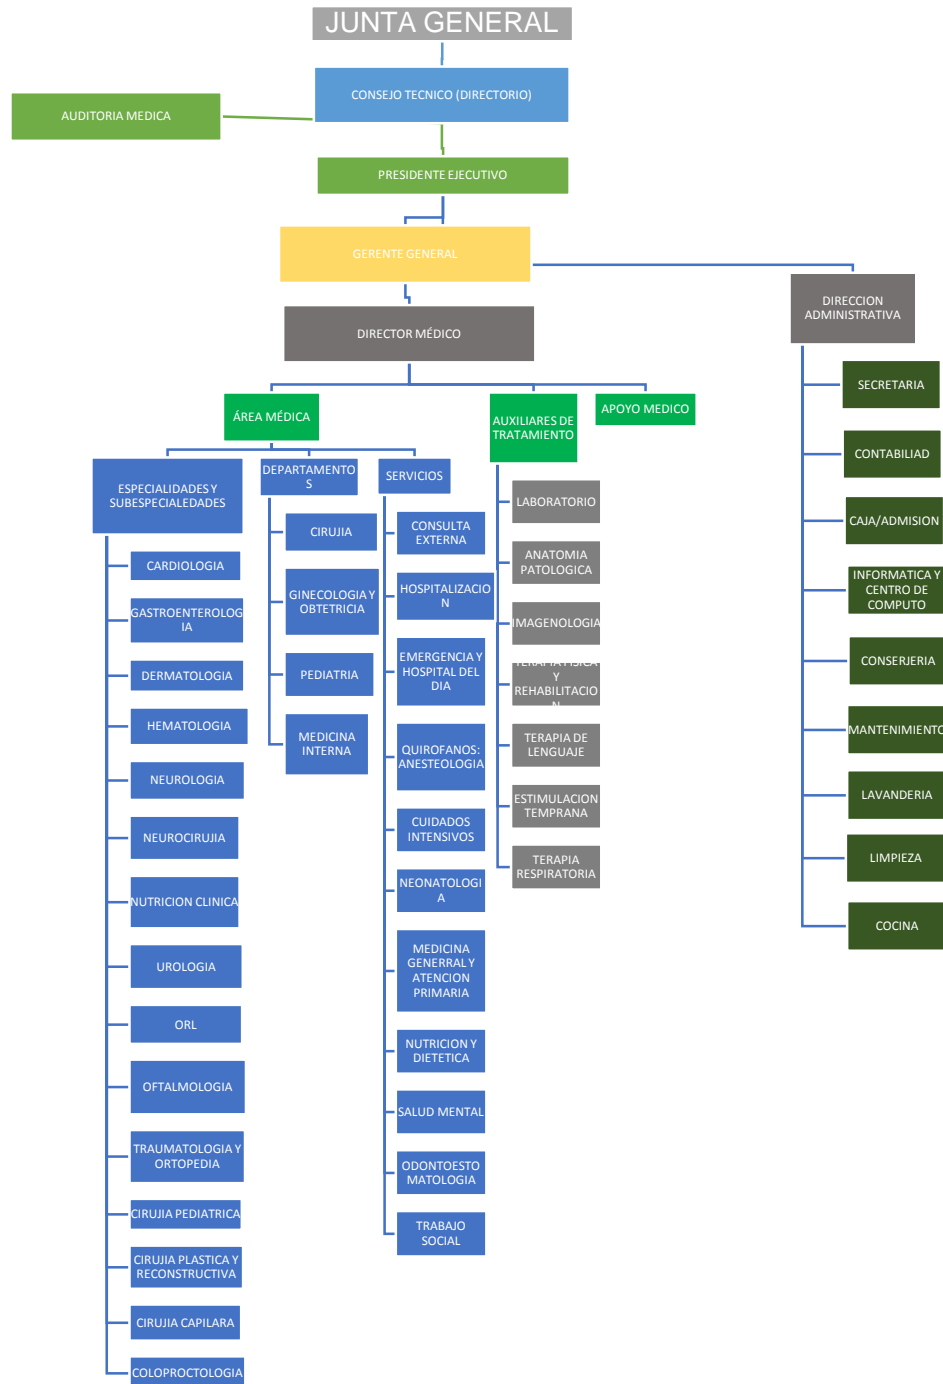 JUNTA GENERAL
CONSEJO TECNICO (DIRECTORIO)
AUDITORIA MEDICA
PRESIDENTE EJECUTIVO
GERENTE GENERAL
DIRECCION
ADMINISTRATIVA
DIRECTOR MÉDICO
ÁREA MÉDICA
AUXILIARES DE
TRATAMIENTO
APOYO MEDICO
ESPECIALIDADES Y
SUBESPECIALEDADES
CARDIOLOGIA
GASTROENTEROLOG
IA
DERMATOLOGIA
HEMATOLOGIA
NEUROLOGIA
NEUROCIRUJIA
NUTRICION CLINICA
UROLOGIA
ORL
OFTALMOLOGIA
TRAUMATOLOGIA Y
ORTOPEDIA
CIRUJIA PEDIATRICA
CIRUJIA PLASTICA Y
RECONSTRUCTIVA
CIRUJIA CAPILARA
COLOPROCTOLOGIA
DEPARTAMENTO
S
CIRUJIA
GINECOLOGIA Y
OBTETRICIA
PEDIATRIA
MEDICINA
INTERNA
SERVICIOS
CONSULTA
EXTERNA
HOSPITALIZACIO
N
EMERGENCIA Y
HOSPITAL DEL
DIA
QUIROFANOS:
ANESTEOLOGIA
CUIDADOS
INTENSIVOS
NEONATOLOGI
A
MEDICINA
GENERRAL Y
ATENCION
PRIMARIA
NUTRICION Y
DIETETICA
SALUD MENTAL
ODONTOESTO
MATOLOGIA
TRABAJO
SOCIAL
LABORATORIO
ANATOMIA
PATOLOGICA
IMAGENOLOGIA
TERAPIA FISICA
Y
REHABILITACIO
N
TERAPIA DE
LENGUAJE
ESTIMULACION
TEMPRANA
TERAPIA
RESPIRATORIA
SECRETARIA
CONTABILIAD
CAJA/ADMISION
INFORMATICA Y
CENTRO DE
COMPUTO
CONSERJERIA
MANTENIMIENTO
LAVANDERIA
LIMPIEZA
COCINA